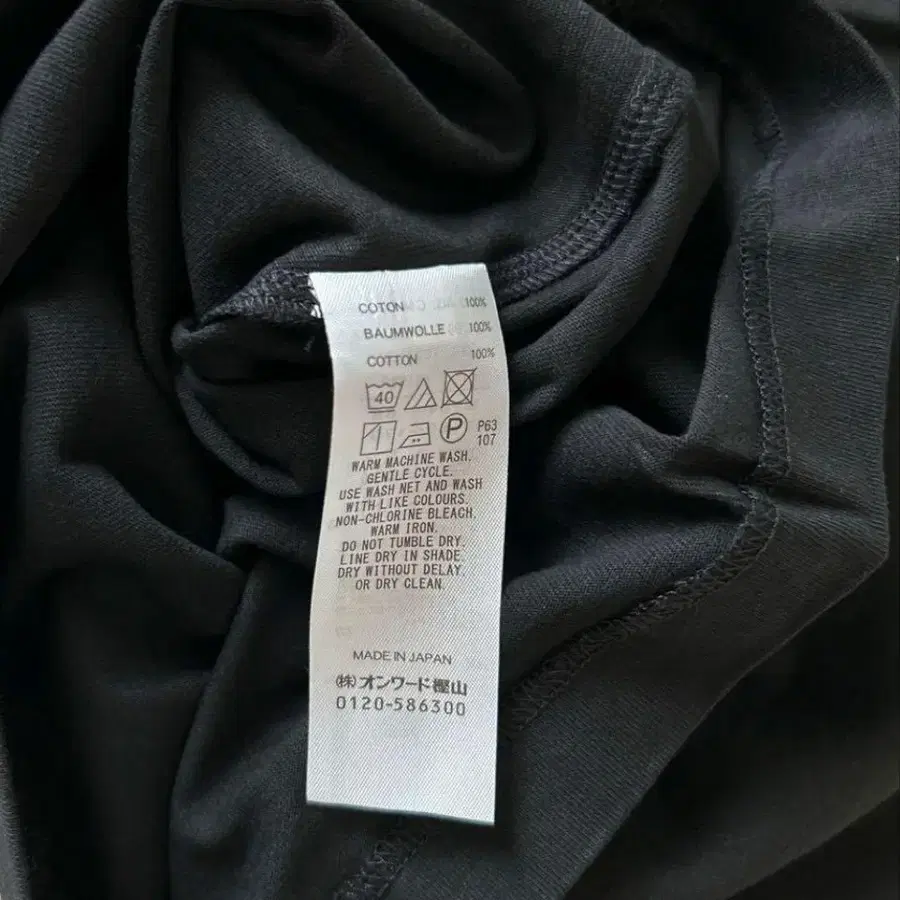 COTON 100%
BAUMWOLLE 100%
COTTON 100%
40
P P63
107
WARM MACHINE WASH.
GENTLE CYCLE.
USE WASH NET AND WASH
WITH LIKE COLOURS.
NON-CHLORINE BLEACH.
WARM IRON.
DO NOT TUMBLE DRY.
LINE DRY IN SHADE.
DRY WITHOUT DELAY.
OR DRY CLEAN.
MADE IN JAPAN
㈱オンワード樫山
0120-586300